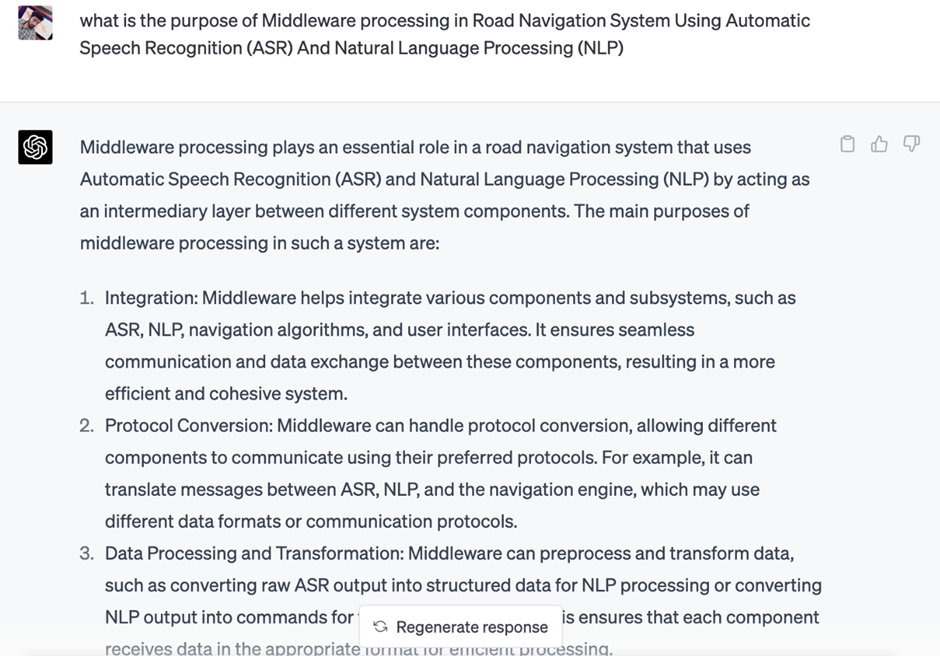 what is the purpose of Middleware processing in Road Navigation System Using Automatic
Speech Recognition (ASR) And Natural Language Processing (NLP)
Middleware processing plays an essential role in a road navigation system that uses
Automatic Speech Recognition (ASR) and Natural Language Processing (NLP) by acting as
an intermediary layer between different system components. The main purposes of
middleware processing in such a system are:
1. Integration: Middleware helps integrate various components and subsystems, such as
ASR, NLP, navigation algorithms, and user interfaces. It ensures seamless
communication and data exchange between these components, resulting in a more
efficient and cohesive system.
2. Protocol Conversion: Middleware can handle protocol conversion, allowing different
components to communicate using their preferred protocols. For example, it can
translate messages between ASR, NLP, and the navigation engine, which may use
different data formats or communication protocols.
3. Data Processing and Transformation: Middleware can preprocess and transform data,
such as converting raw ASR output into structured data for NLP processing or converting
NLP output into commands for is ensures that each component
Regenerate response
receives data in the appropriate format for efficient processing.